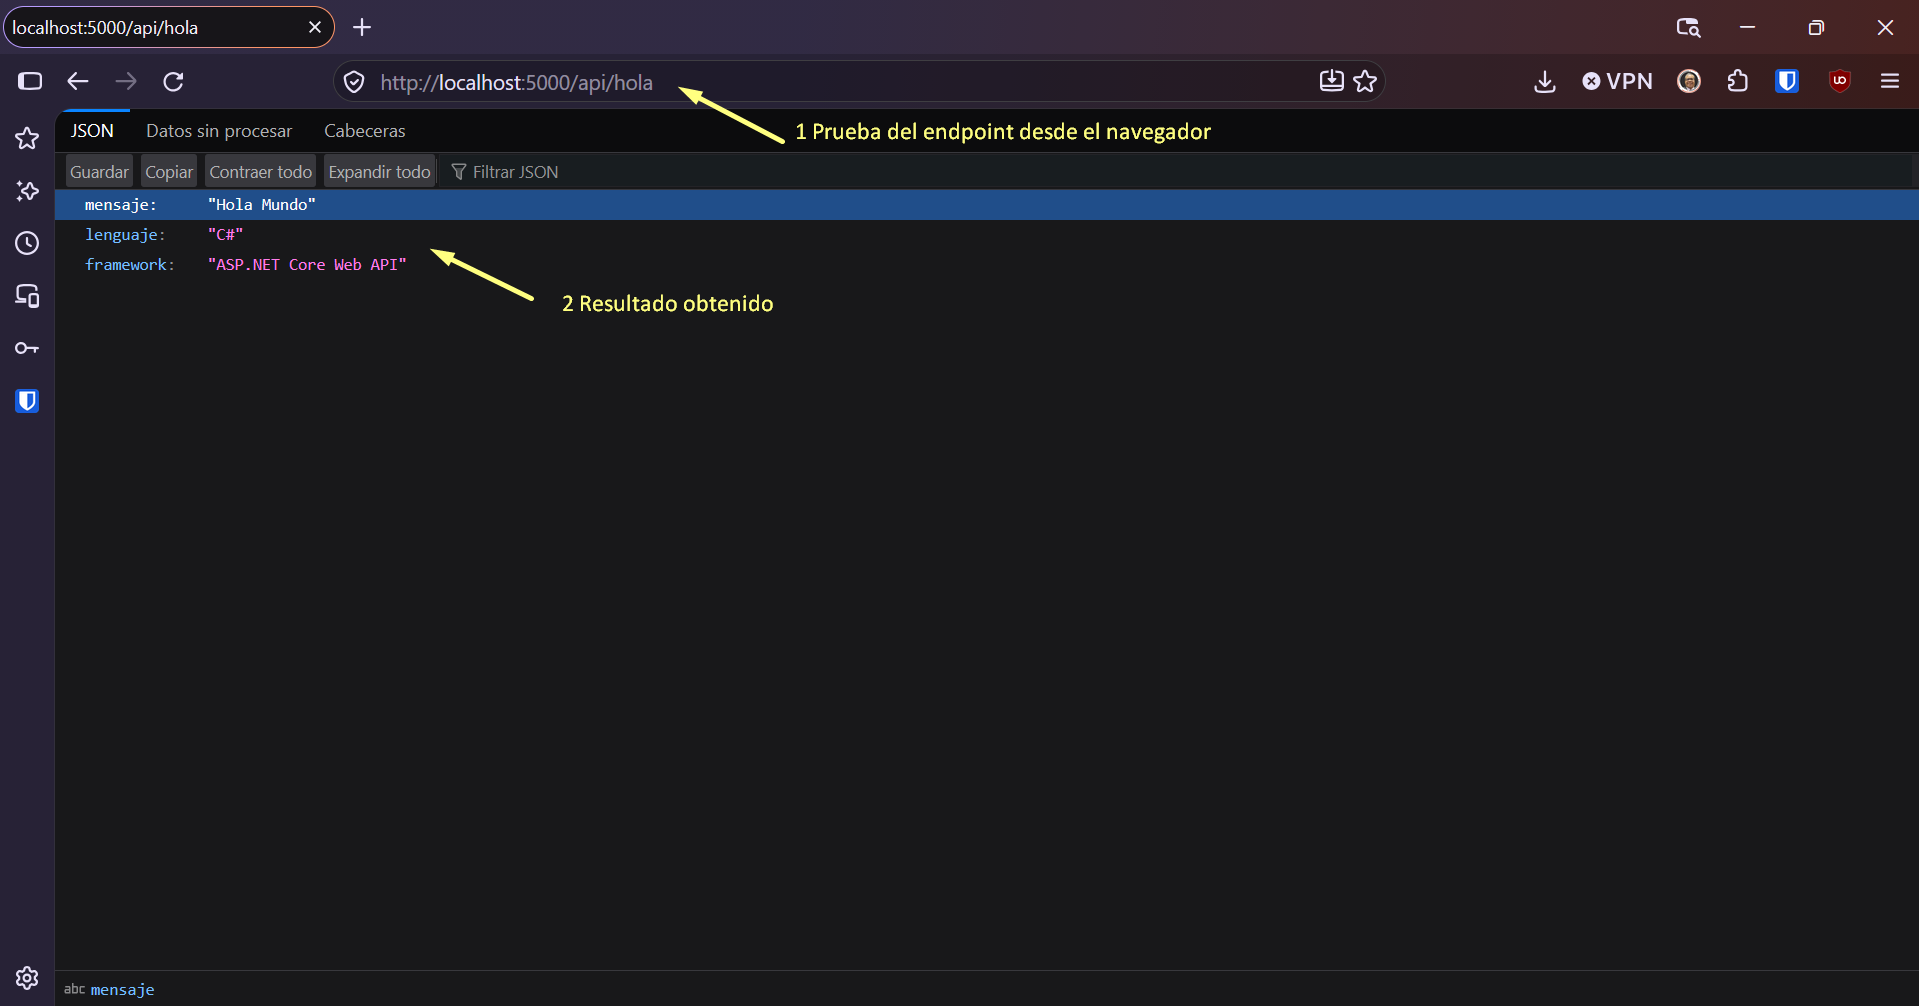 localhost:5000/api/hola
http://localhost:5000/api/hola
VPN
JSON
Datos sin procesar
Cabeceras
1 Prueba del endpoint desde el navegador
Guardar
Copiar
Contraer todo
Expandir todo
Filtrar JSON
mensaje: "Hola Mundo"
lenguaje: "C#"
framework: "ASP.NET Core Web API"
2 Resultado obtenido
abc mensaje